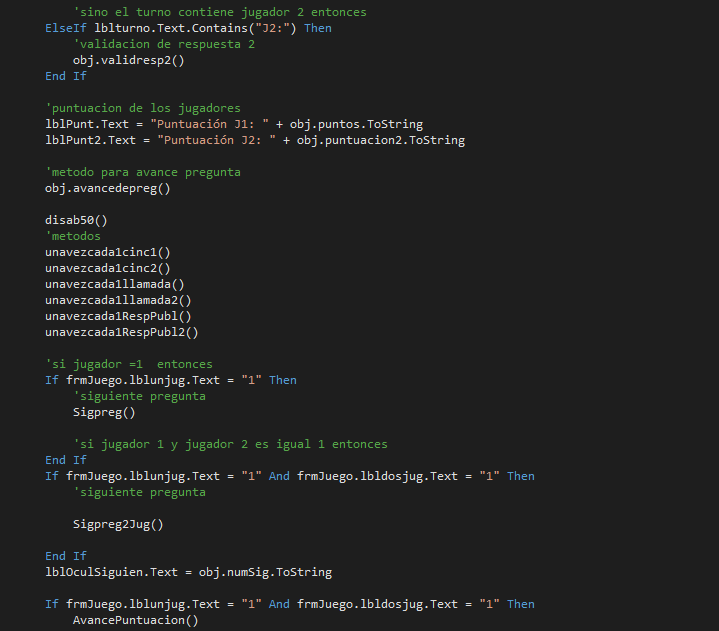 'sino el turno contiene jugador 2 entonces
ElseIf lblturno.Text.Contains("J2:") Then
'validacion de respuesta 2
obj.validresp2()
End If
'puntuacion de los jugadores
lblPunt.Text = "Puntuación J1: " + obj.puntos.ToString
lblPunt2.Text = "Puntuación J2: " + obj.puntuacion2.ToString
'metodo para avance pregunta
obj.avancedepreg()
disab50()
'metodos
unavezcada1cinc1()
unavezcada1cinc2()
unavezcada1llamada()
unavezcada1llamada2()
unavezcada1RespPubl()
unavezcada1RespPubl2()
'si jugador =1  entonces
If frmJuego.lblunjug.Text = "1" Then
'siguiente pregunta
Sigpreg()
'si jugador 1 y jugador 2 es igual 1 entonces
End If
If frmJuego.lblunjug.Text = "1" And frmJuego.lbldosjug.Text = "1" Then
'siguiente pregunta
Sigpreg2Jug()
End If
lblOculSiguien.Text = obj.numSig.ToString
If frmJuego.lblunjug.Text = "1" And frmJuego.lbldosjug.Text = "1" Then
AvancePuntuacion()